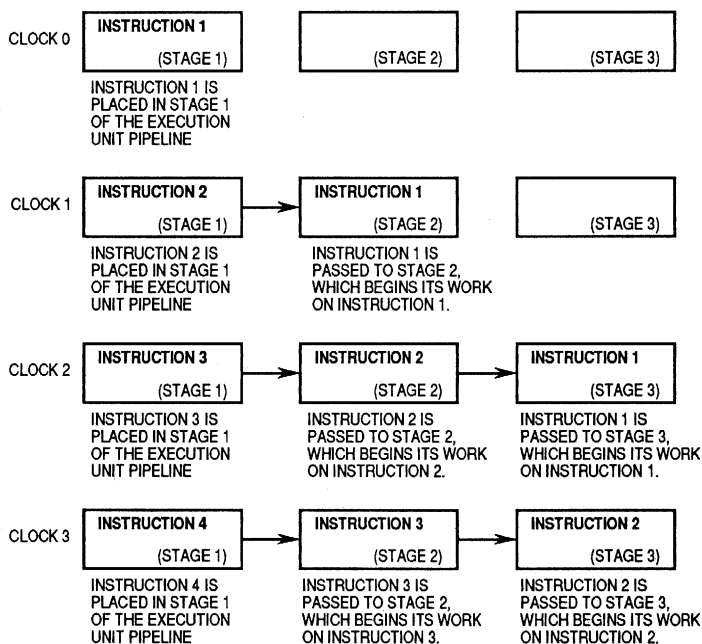 CLOCK 0
INSTRUCTION 1
(STAGE 1)
(STAGE 2)
(STAGE 3)
INSTRUCTION 1 IS
PLACED IN STAGE 1
OF THE EXECUTION
UNIT PIPELINE
CLOCK 1
INSTRUCTION 2
(STAGE 1)
INSTRUCTION 1
(STAGE 2)
(STAGE 3)
INSTRUCTION 2 IS
PLACED IN STAGE 1
OF THE EXECUTION
UNIT PIPELINE
INSTRUCTION 1 IS
PASSED TO STAGE 2,
WHICH BEGINS ITS WORK
ON INSTRUCTION 1.
CLOCK 2
INSTRUCTION 3
(STAGE 1)
INSTRUCTION 2
(STAGE 2)
INSTRUCTION 1
(STAGE 3)
INSTRUCTION 3 IS
PLACED IN STAGE 1
OF THE EXECUTION
UNIT PIPELINE
INSTRUCTION 2 IS
PASSED TO STAGE 2,
WHICH BEGINS ITS WORK
ON INSTRUCTION 2.
INSTRUCTION 1 IS
PASSED TO STAGE 3,
WHICH BEGINS ITS WORK
ON INSTRUCTION 1.
CLOCK 3
INSTRUCTION 4
(STAGE 1)
INSTRUCTION 3
(STAGE 2)
INSTRUCTION 2
(STAGE 3)
INSTRUCTION 4 IS
PLACED IN STAGE 1
OF THE EXECUTION
UNIT PIPELINE
INSTRUCTION 3 IS
PASSED TO STAGE 2,
WHICH BEGINS ITS WORK
ON INSTRUCTION 3.
INSTRUCTION 2 IS
PASSED TO STAGE 3,
WHICH BEGINS ITS WORK
ON INSTRUCTION 2.